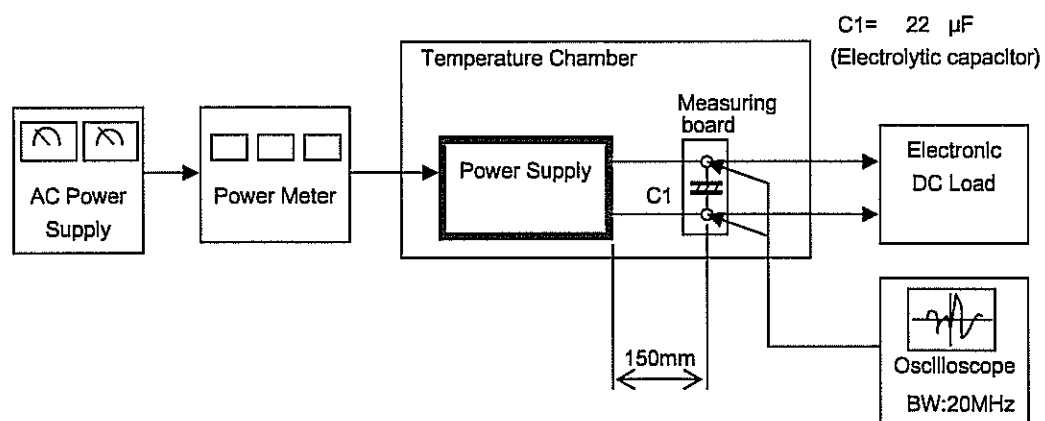 C1= 22 µF
(Electrolytic capacitor)
Temperature Chamber
Measuring
board
AC Power
Supply
Power Meter
Power Supply
C1
Electronic
DC Load
150mm
Oscilloscope
BW:20MHz